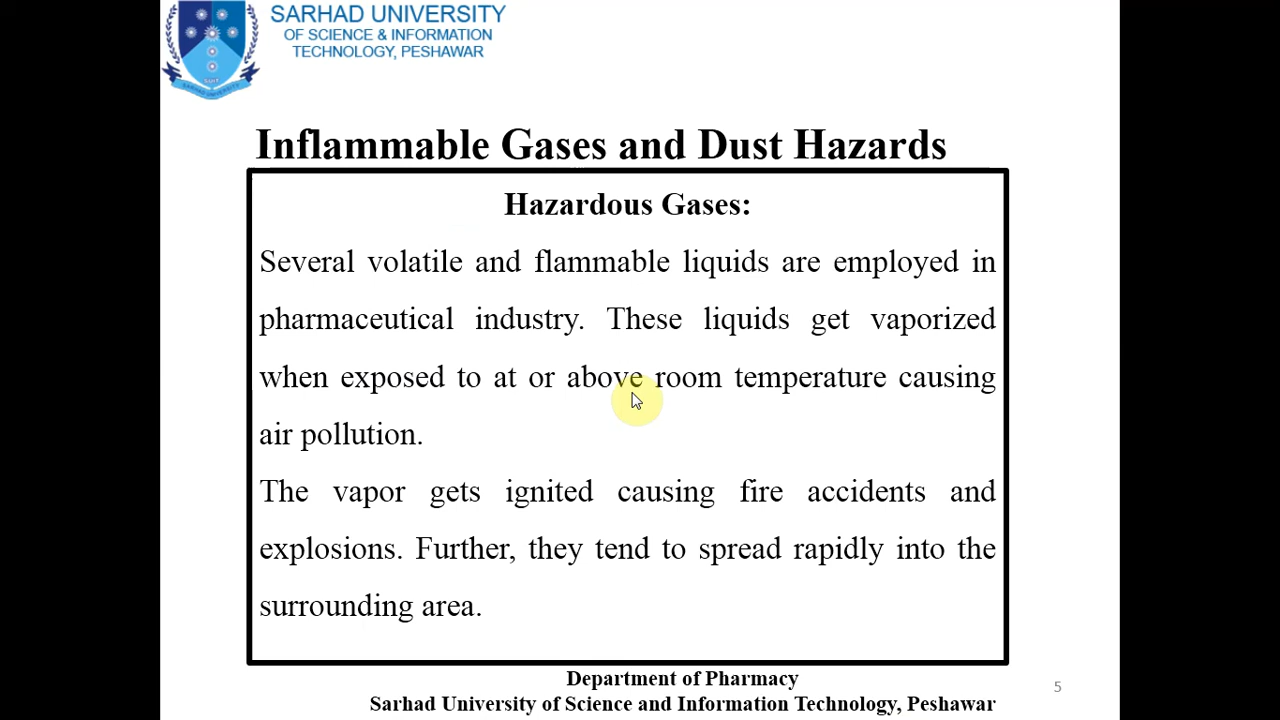 SARHAD UNIVERSITY
OF SCIENCE & INFORMATION
TECHNOLOGY, PESHAWAR
Inflammable Gases and Dust Hazards
Hazardous Gases:
Several volatile and flammable liquids are employed in
pharmaceutical industry. These liquids get vaporized
when exposed to at or above room temperature causing
air pollution.
The vapor gets ignited causing fire accidents and
explosions. Further, they tend to spread rapidly into the
surrounding area.
Department of Pharmacy
Sarhad University of Science and Information Technology, Peshawar
5